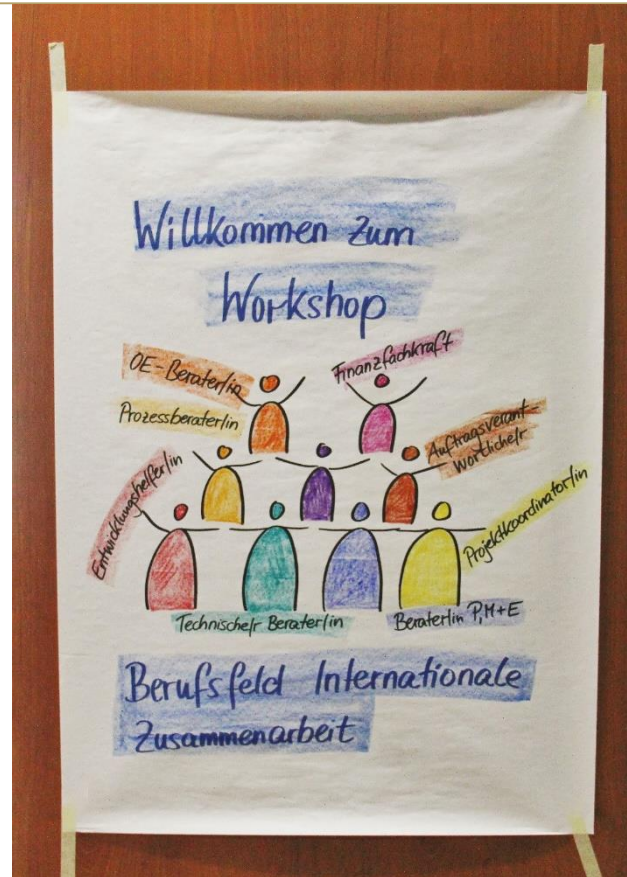 Willkommen zum
Workshop
OE-Berater/in
Finanzfachkraft
Prozessberater/in
Auftragsverant-
wortliche/r
Entwicklungshelfer/in
Projektkoordinator/in
Technische/r Berater/in
Berater/in P,M+E
Berufsfeld Internationale
Zusammenarbeit